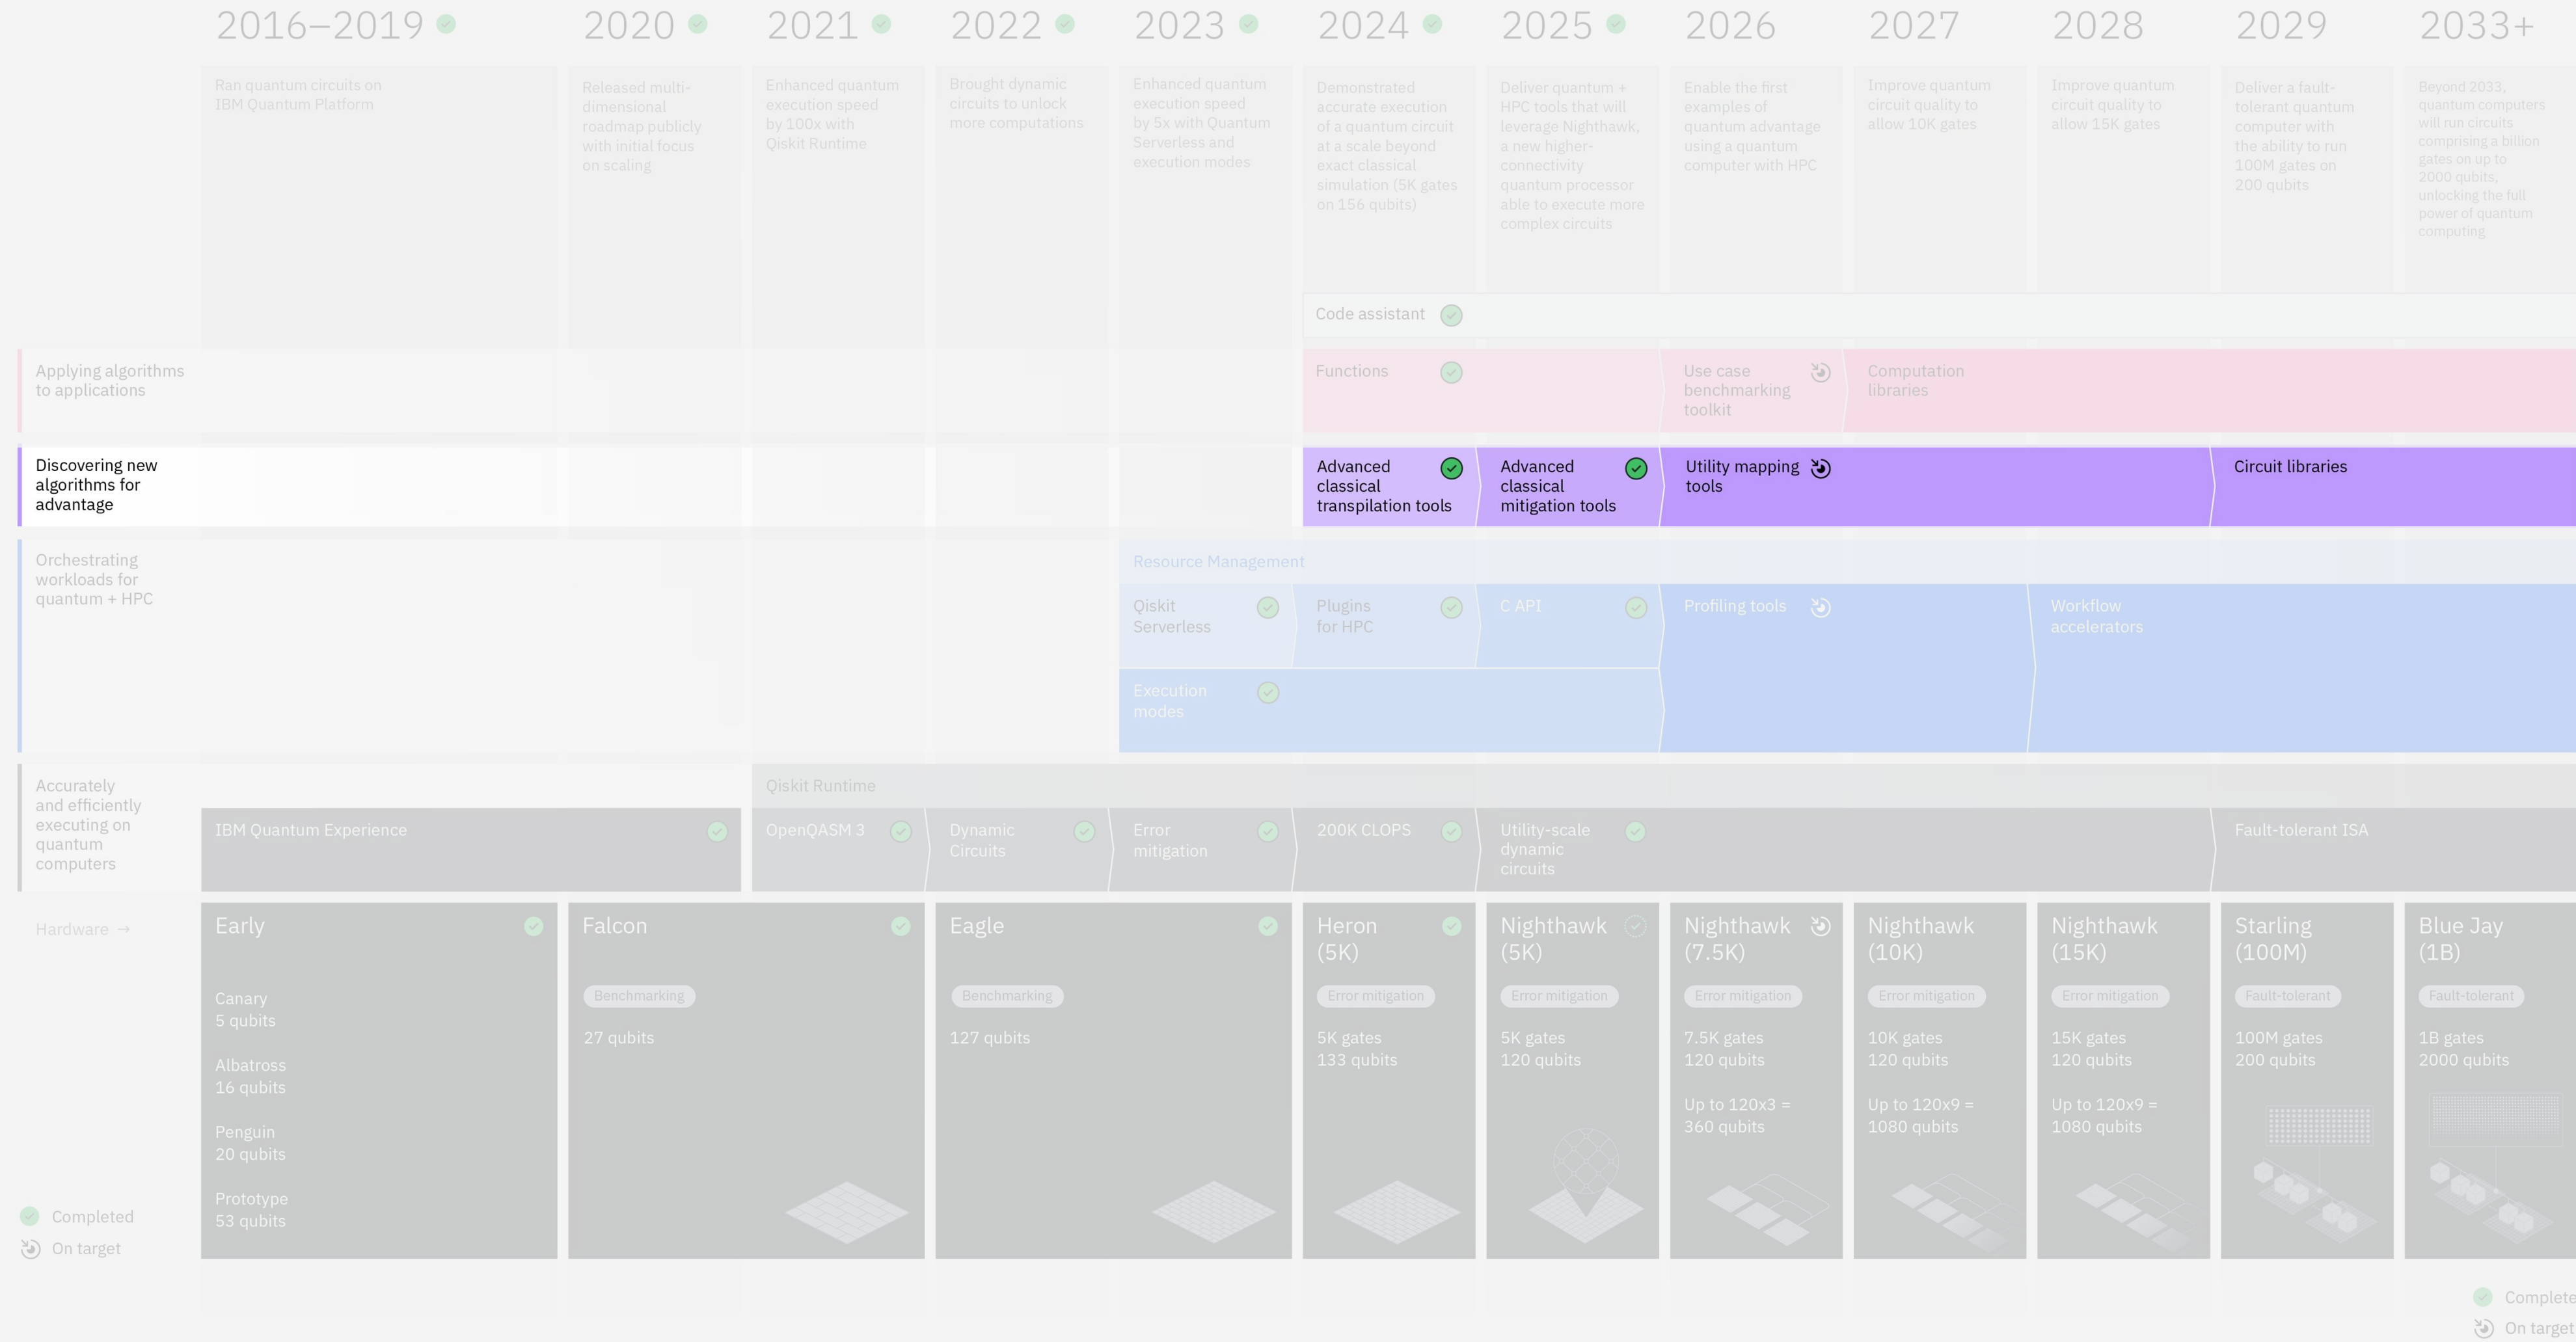 2016–2019
2020
2021
2022
2023
2024
2025
2026
2027
2028
2029
2033+
Ran quantum circuits on
IBM Quantum Platform
Released multi-
dimensional
roadmap publicly
with initial focus
on scaling
Enhanced quantum
execution speed
by 100x with
Qiskit Runtime
Brought dynamic
circuits to unlock
more computations
Enhanced quantum
execution speed
by 5x with Quantum
Serverless and
execution modes
Demonstrated
accurate execution
of a quantum circuit
at a scale beyond
exact classical
simulation (5K gates
on 156 qubits)
Deliver quantum +
HPC tools that will
leverage Nighthawk,
a new higher-
connectivity
quantum processor
able to execute more
complex circuits
Enable the first
examples of
quantum advantage
using a quantum
computer with HPC
Improve quantum
circuit quality to
allow 10K gates
Improve quantum
circuit quality to
allow 15K gates
Deliver a fault-
tolerant quantum
computer with
the ability to run
100M gates on
200 qubits
Beyond 2033,
quantum computers
will run circuits
comprising a billion
gates on up to
2000 qubits,
unlocking the full
power of quantum
computing
Code assistant
Applying algorithms
to applications
Functions
Use case
benchmarking
toolkit
Computation
libraries
Discovering new
algorithms for
advantage
Advanced
classical
transpilation tools
Advanced
classical
mitigation tools
Utility mapping
tools
Circuit libraries
Orchestrating
workloads for
quantum + HPC
Resource Management
Qiskit
Serverless
Plugins
for HPC
C API
Profiling tools
Workflow
accelerators
Execution
modes
Accurately
and efficiently
executing on
quantum
computers
Qiskit Runtime
IBM Quantum Experience
OpenQASM 3
Dynamic
Circuits
Error
mitigation
200K CLOPS
Utility-scale
dynamic
circuits
Fault-tolerant ISA
Hardware →
Early
Canary
5 qubits
Albatross
16 qubits
Penguin
20 qubits
Prototype
53 qubits
Falcon
Benchmarking
27 qubits
Eagle
Benchmarking
127 qubits
Heron
(5K)
Error mitigation
5K gates
133 qubits
Nighthawk
(5K)
Error mitigation
5K gates
120 qubits
Nighthawk
(7.5K)
Error mitigation
7.5K gates
120 qubits
Up to 120x3 =
360 qubits
Nighthawk
(10K)
Error mitigation
10K gates
120 qubits
Up to 120x9 =
1080 qubits
Nighthawk
(15K)
Error mitigation
15K gates
120 qubits
Up to 120x9 =
1080 qubits
Starling
(100M)
Fault-tolerant
100M gates
200 qubits
Blue Jay
(1B)
Fault-tolerant
1B gates
2000 qubits
Completed
On target
Complete
On target